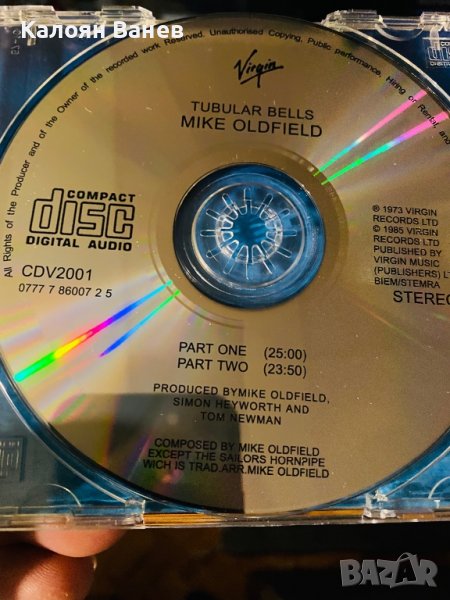 Калоян Ванев
All Rights of the Producer and of the Owner of the recorded work Reserved. Unauthorised Copying, Public performance, Hiring or Rental, and
Virgin
TUBULAR BELLS
MIKE OLDFIELD
COMPACT
disc
DIGITAL AUDIO
CDV2001
0777 7 86007 2 5
℗ 1973 VIRGIN
RECORDS LTD
© 1985 VIRGIN
RECORDS LTD
PUBLISHED BY
VIRGIN MUSIC
(PUBLISHERS) LT
BIEM/STEMRA
STEREO
PART ONE (25:00)
PART TWO (23:50)
PRODUCED BYMIKE OLDFIELD,
SIMON HEYWORTH AND
TOM NEWMAN
COMPOSED BY MIKE OLDFIELD
EXCEPT THE SAILORS HORNPIPE
WICH IS TRAD.ARR.MIKE OLDFIELD
BAZAR